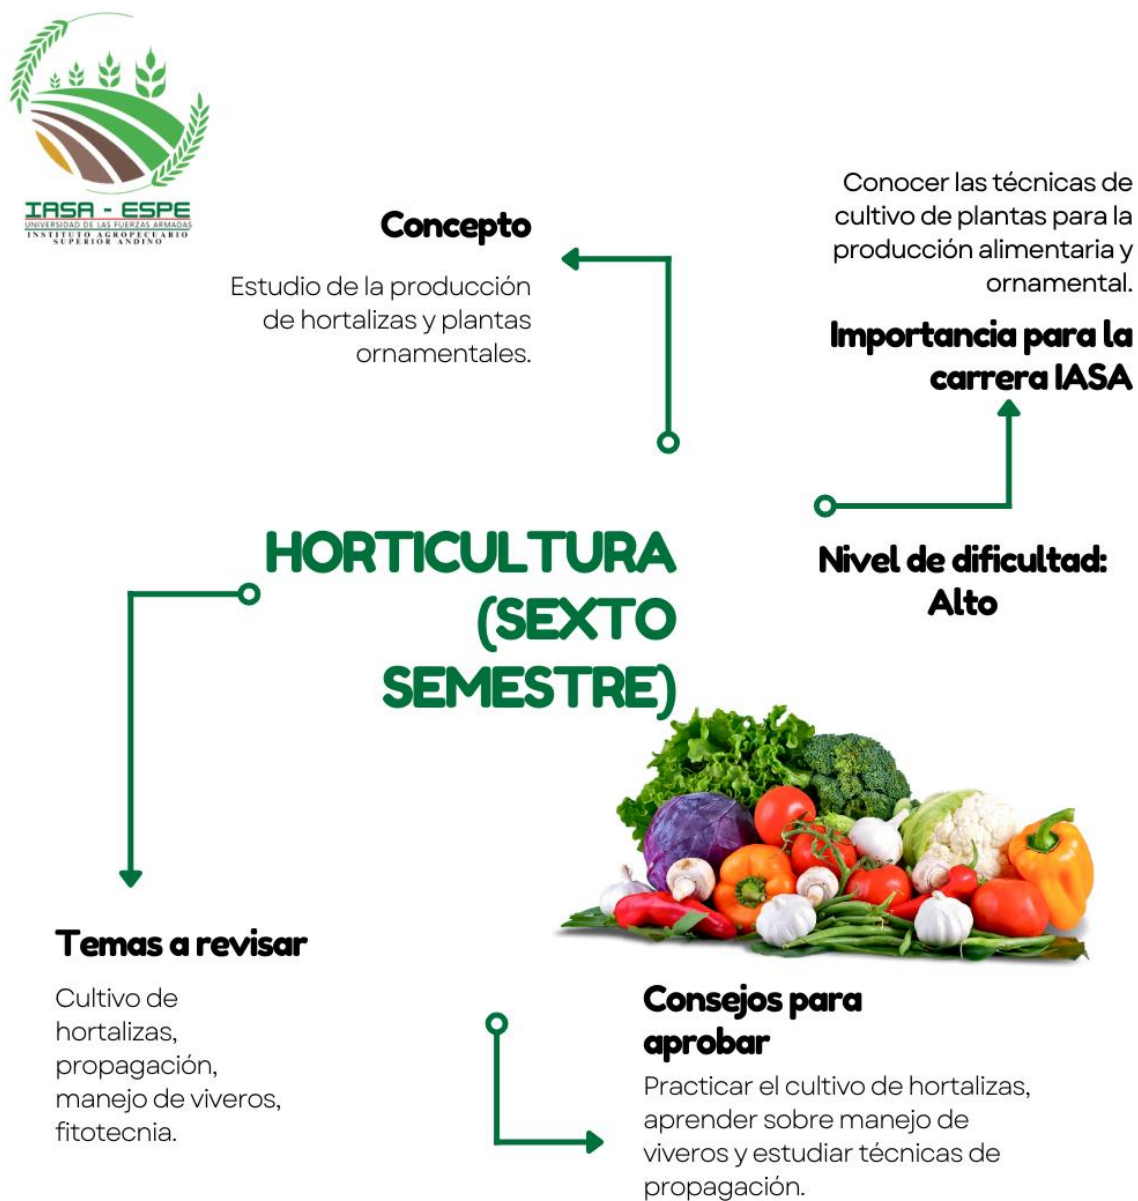 IASA - ESPE
UNIVERSIDAD DE LAS FUERZAS ARMADAS
INSTITUTO AGROPECUARIO
SUPERIOR ANDINO
Concepto
Estudio de la producción
de hortalizas y plantas
ornamentales.
Conocer las técnicas de
cultivo de plantas para la
producción alimentaria y
ornamental.
Importancia para la
carrera IASA
HORTICULTURA
(SEXTO
SEMESTRE)
Nivel de dificultad:
Alto
Temas a revisar
Cultivo de
hortalizas,
propagación,
manejo de viveros,
fitotecnia.
Consejos para
aprobar
Practicar el cultivo de hortalizas,
aprender sobre manejo de
viveros y estudiar técnicas de
propagación.